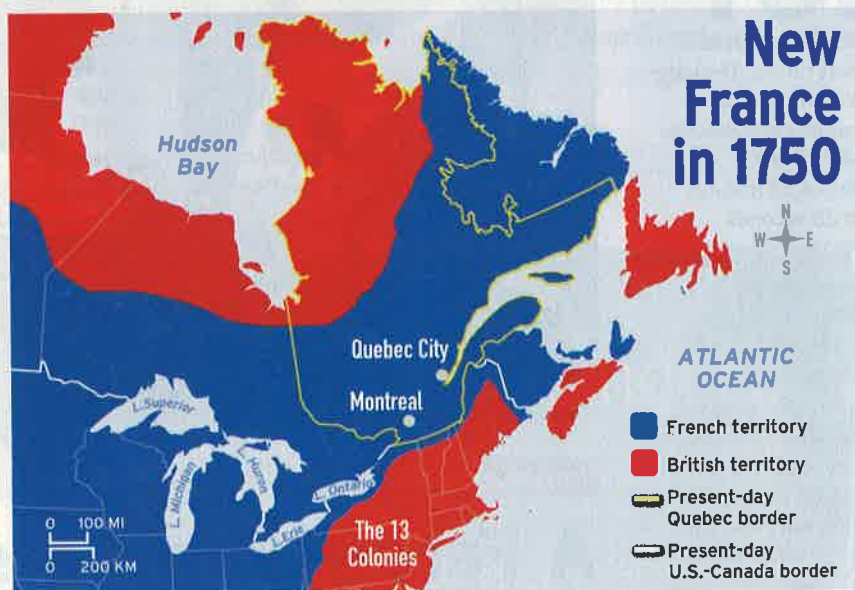 New
France
in 1750
Hudson
Bay
N
W E
S
Quebec City
ATLANTIC
OCEAN
Montreal
L. Superior
L. Michigan
L. Huron
L. Ontario
L. Erie
The 13
Colonies
0 100 MI
0 200 KM
French territory
British territory
Present-day
Quebec border
Present-day
U.S.-Canada border